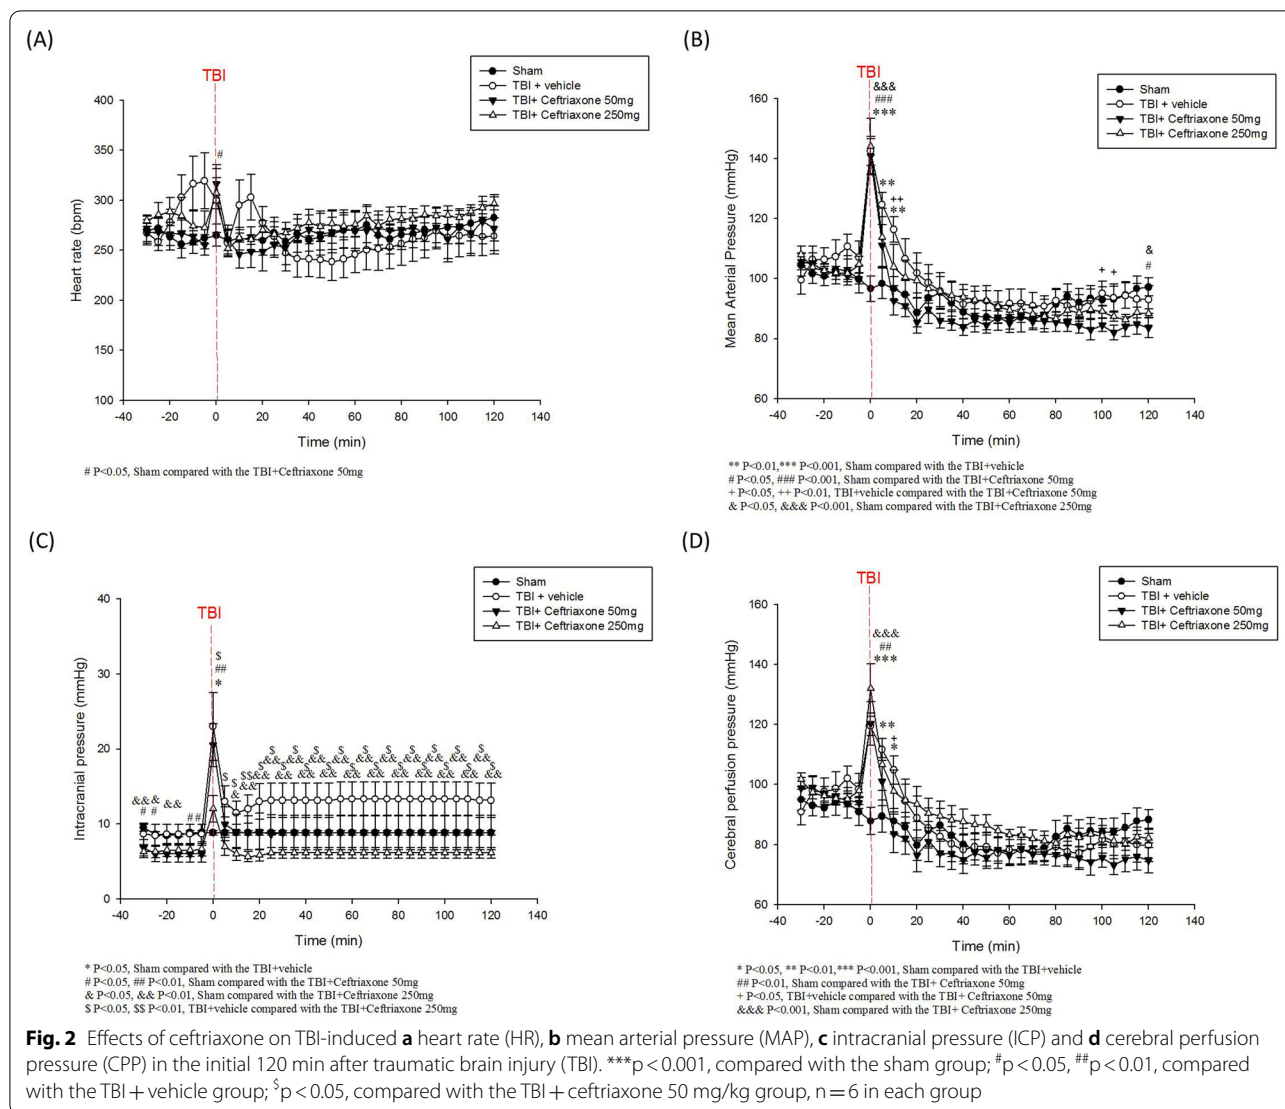 (A)
TBI
Sham
TBI + vehicle
TBI+ Ceftriaxone 50mg
TBI+ Ceftriaxone 250mg
400
350
300
250
200
150
100
Heart rate (bpm)
#
-40 -20 0 20 40 60 80 100 120 140
Time (min)
# P<0.05, Sham compared with the TBI+Ceftriaxone 50mg
(B)
TBI
Sham
TBI + vehicle
TBI+ Ceftriaxone 50mg
TBI+ Ceftriaxone 250mg
160
140
120
100
80
60
Mean Arterial Pressure (mmHg)
&&&
###
***
**
++
**
+ +
&
#
-40 -20 0 20 40 60 80 100 120 140
Time (min)
** P<0.01,*** P<0.001, Sham compared with the TBI+vehicle
# P<0.05, ### P<0.001, Sham compared with the TBI+Ceftriaxone 50mg
+ P<0.05, ++ P<0.01, TBI+vehicle compared with the TBI+Ceftriaxone 50mg
& P<0.05, &&& P<0.001, Sham compared with the TBI+Ceftriaxone 250mg
(C)
TBI
Sham
TBI + vehicle
TBI+ Ceftriaxone 50mg
TBI+ Ceftriaxone 250mg
40
30
20
10
0
Intracranial pressure (mmHg)
$
##
*
-40 -20 0 20 40 60 80 100 120 140
Time (min)
* P<0.05, Sham compared with the TBI+vehicle
# P<0.05, ## P<0.01, Sham compared with the TBI+Ceftriaxone 50mg
& P<0.05, && P<0.01, Sham compared with the TBI+Ceftriaxone 250mg
$ P<0.05, $$ P<0.01, TBI+vehicle compared with the TBI+Ceftriaxone 250mg
(D)
TBI
Sham
TBI + vehicle
TBI+ Ceftriaxone 50mg
TBI+ Ceftriaxone 250mg
160
140
120
100
80
60
Cerebral perfusion pressure (mmHg)
&&&
##
***
**
+
*
-40 -20 0 20 40 60 80 100 120 140
Time (min)
* P<0.05, ** P<0.01,*** P<0.001, Sham compared with the TBI+vehicle
## P<0.01, Sham compared with the TBI+ Ceftriaxone 50mg
+ P<0.05, TBI+vehicle compared with the TBI+ Ceftriaxone 50mg
&&& P<0.001, Sham compared with the TBI+ Ceftriaxone 250mg
Fig. 2 Effects of ceftriaxone on TBI-induced a heart rate (HR), b mean arterial pressure (MAP), c intracranial pressure (ICP) and d cerebral perfusion
pressure (CPP) in the initial 120 min after traumatic brain injury (TBI). ***p < 0.001, compared with the sham group; #p < 0.05, ##p < 0.01, compared
with the TBI + vehicle group; $p < 0.05, compared with the TBI + ceftriaxone 50 mg/kg group, n = 6 in each group